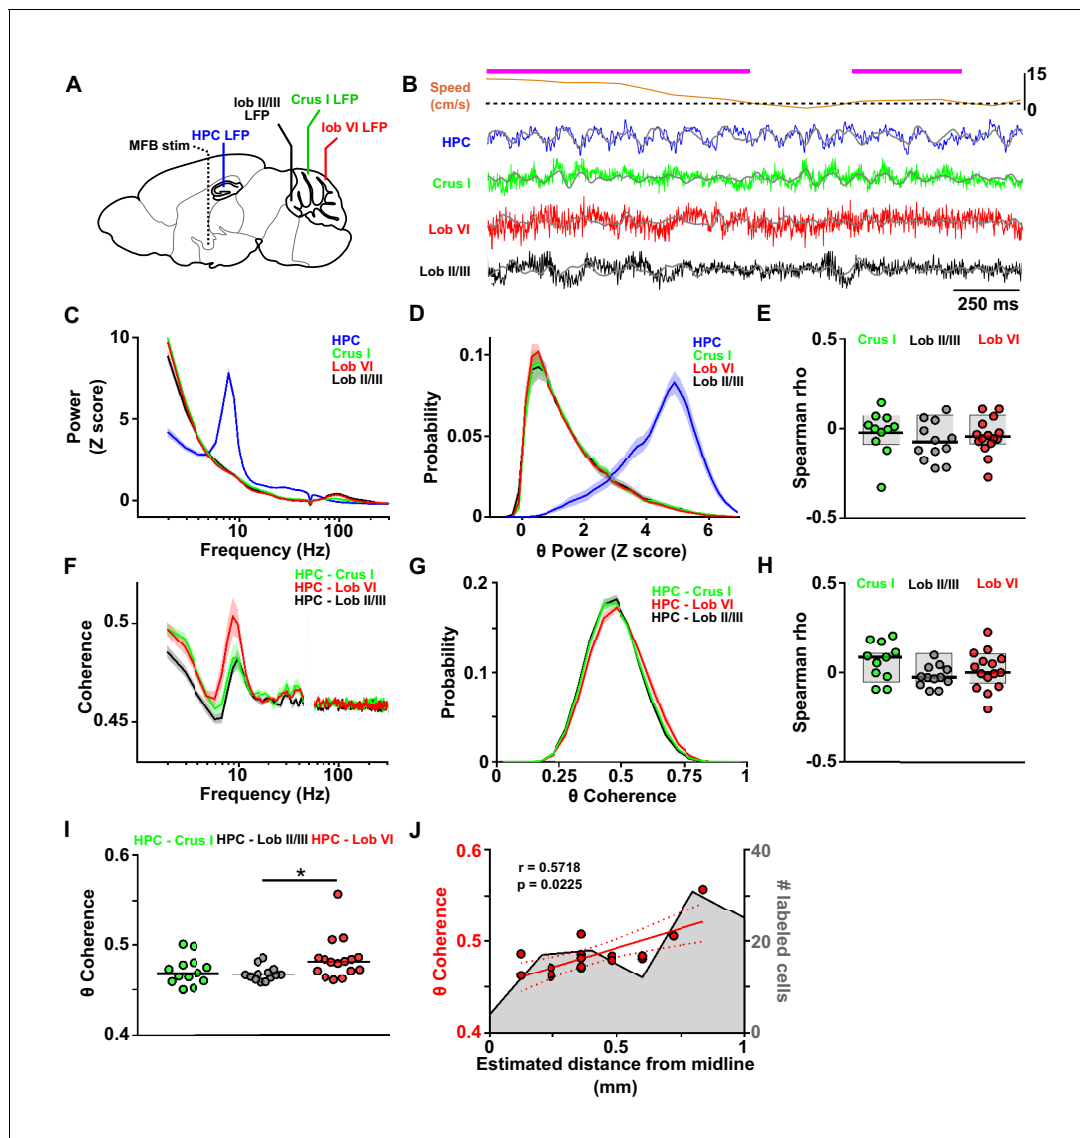 A
lob II/III
LFP
Crus I LFP
lob VI LFP
HPC LFP
MFB stim
B
Speed
(cm/s)
15
0
HPC
Crus I
Lob VI
Lob II/III
250 ms
C
Power
(Z score)
10
5
0
HPC
Crus I
Lob VI
Lob II/III
10
100
Frequency (Hz)
D
Probability
0.1
0.05
0
HPC
Crus I
Lob VI
Lob II/III
0
2
4
6
θ Power (Z score)
E
Spearman rho
0.5
0
-0.5
Crus I
Lob II/III
Lob VI
F
Coherence
0.5
0.45
HPC - Crus I
HPC - Lob VI
HPC - Lob II/III
10
100
Frequency (Hz)
G
Probability
0.2
0.1
0
HPC - Crus I
HPC - Lob VI
HPC - Lob II/III
0
0.25
0.5
0.75
1
θ Coherence
H
Spearman rho
0.5
0
-0.5
Crus I
Lob II/III
Lob VI
I
HPC - Crus I
HPC - Lob II/III
HPC - Lob VI
θ Coherence
0.6
0.5
0.4
*
J
θ Coherence
0.6
0.5
0.4
r = 0.5718
p = 0.0225
40
20
0
# labeled cells
0
0.5
1
Estimated distance from midline
(mm)